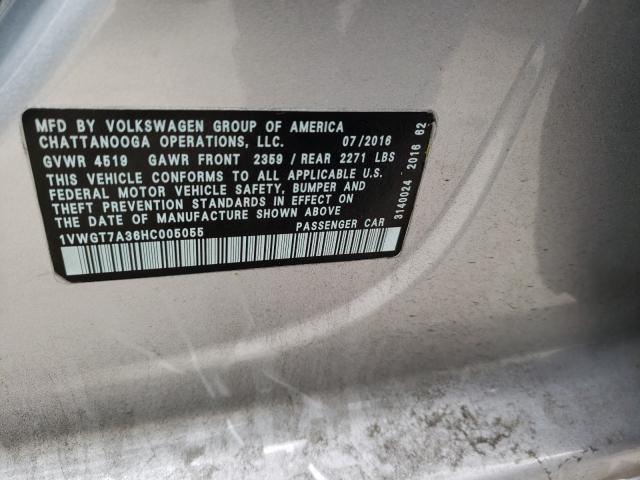 MFD BY VOLKSWAGEN GROUP OF AMERICA
CHATTANOOGA OPERATIONS, LLC. 07/2016
GVWR 4519 GAWR FRONT 2359 / REAR 2271 LBS
THIS VEHICLE CONFORMS TO ALL APPLICABLE U.S.
FEDERAL MOTOR VEHICLE SAFETY, BUMPER AND
THEFT PREVENTION STANDARDS IN EFFECT ON
THE DATE OF MANUFACTURE SHOWN ABOVE
1VWGT7A36HC005055 PASSENGER CAR
3140024 2016 62